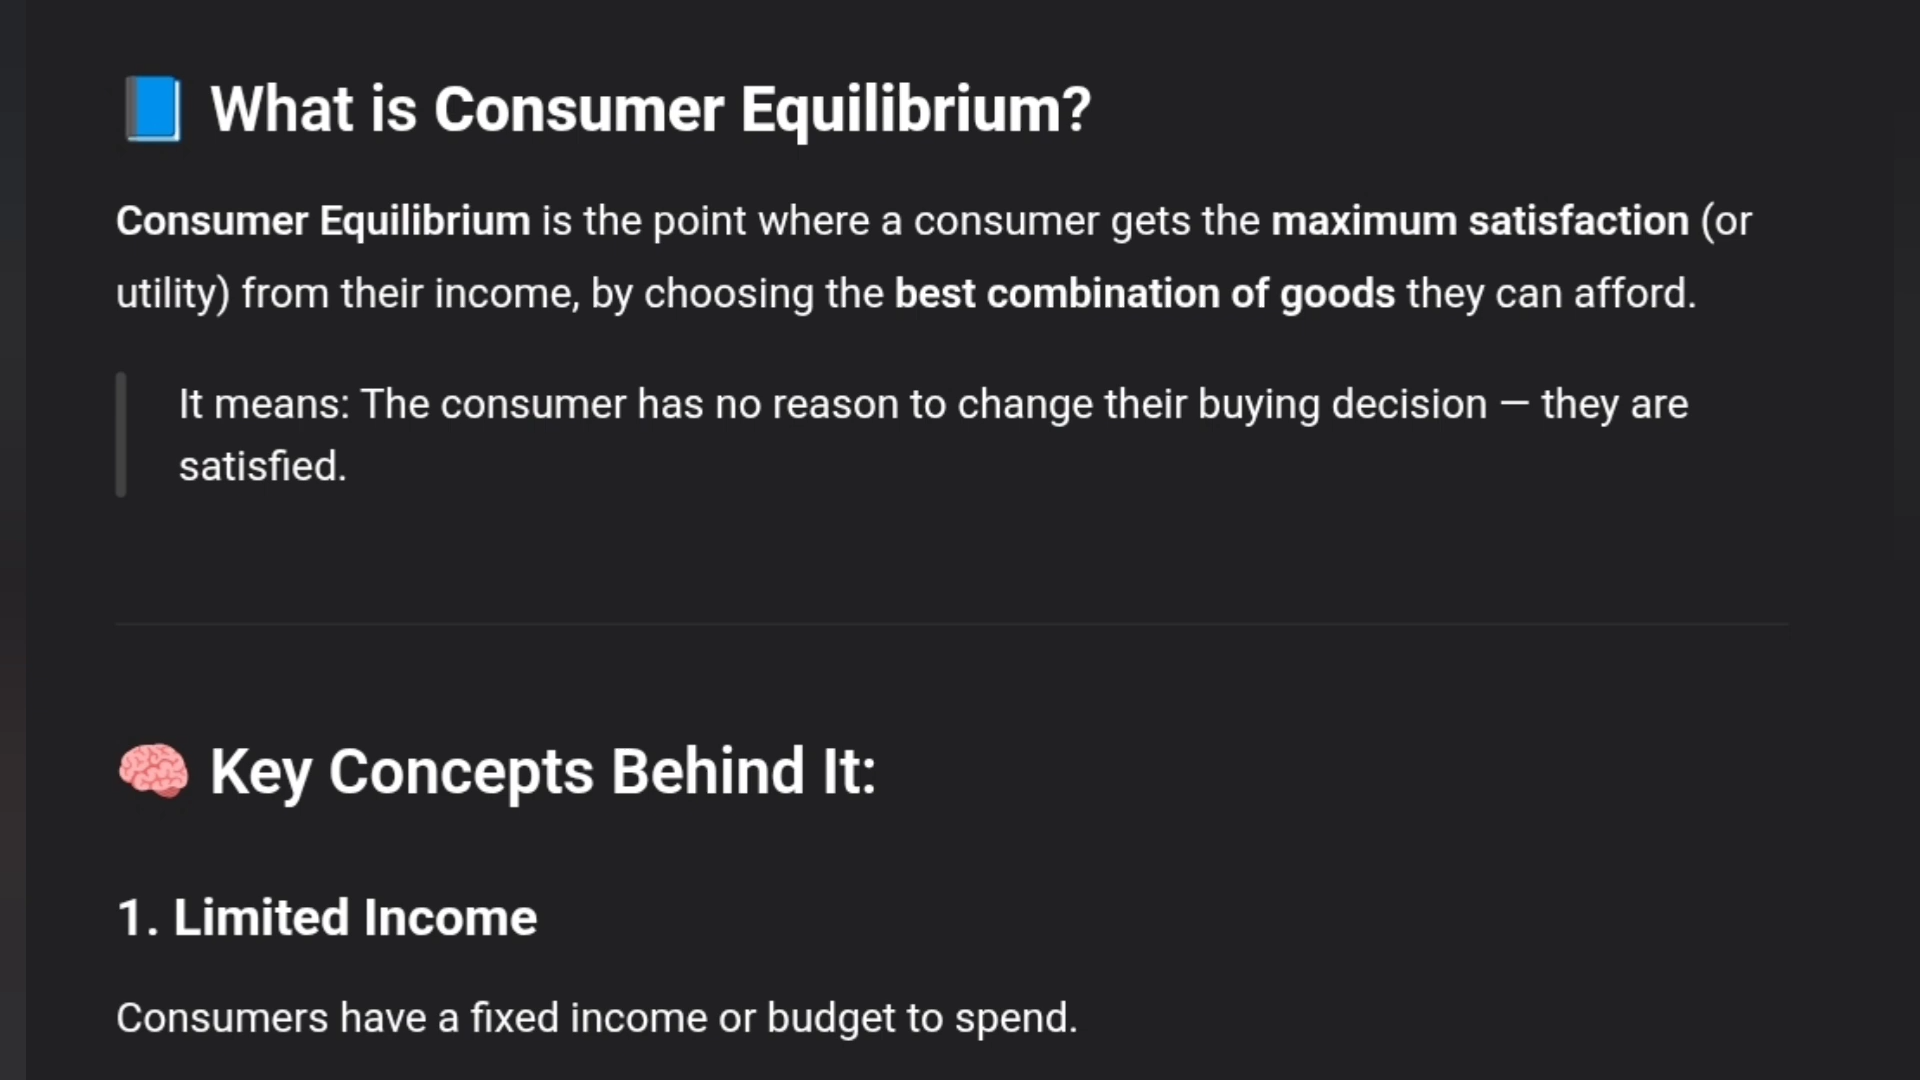 📘 What is Consumer Equilibrium?
Consumer Equilibrium is the point where a consumer gets the maximum satisfaction (or
utility) from their income, by choosing the best combination of goods they can afford.
It means: The consumer has no reason to change their buying decision — they are
satisfied.
🧠 Key Concepts Behind It:
1. Limited Income
Consumers have a fixed income or budget to spend.